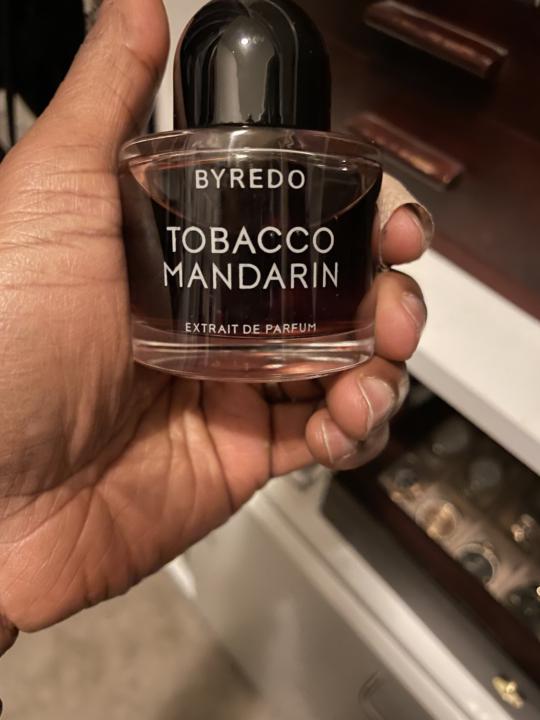 BYREDO
TOBACCO
MANDARIN
EXTRAIT DE PARFUM